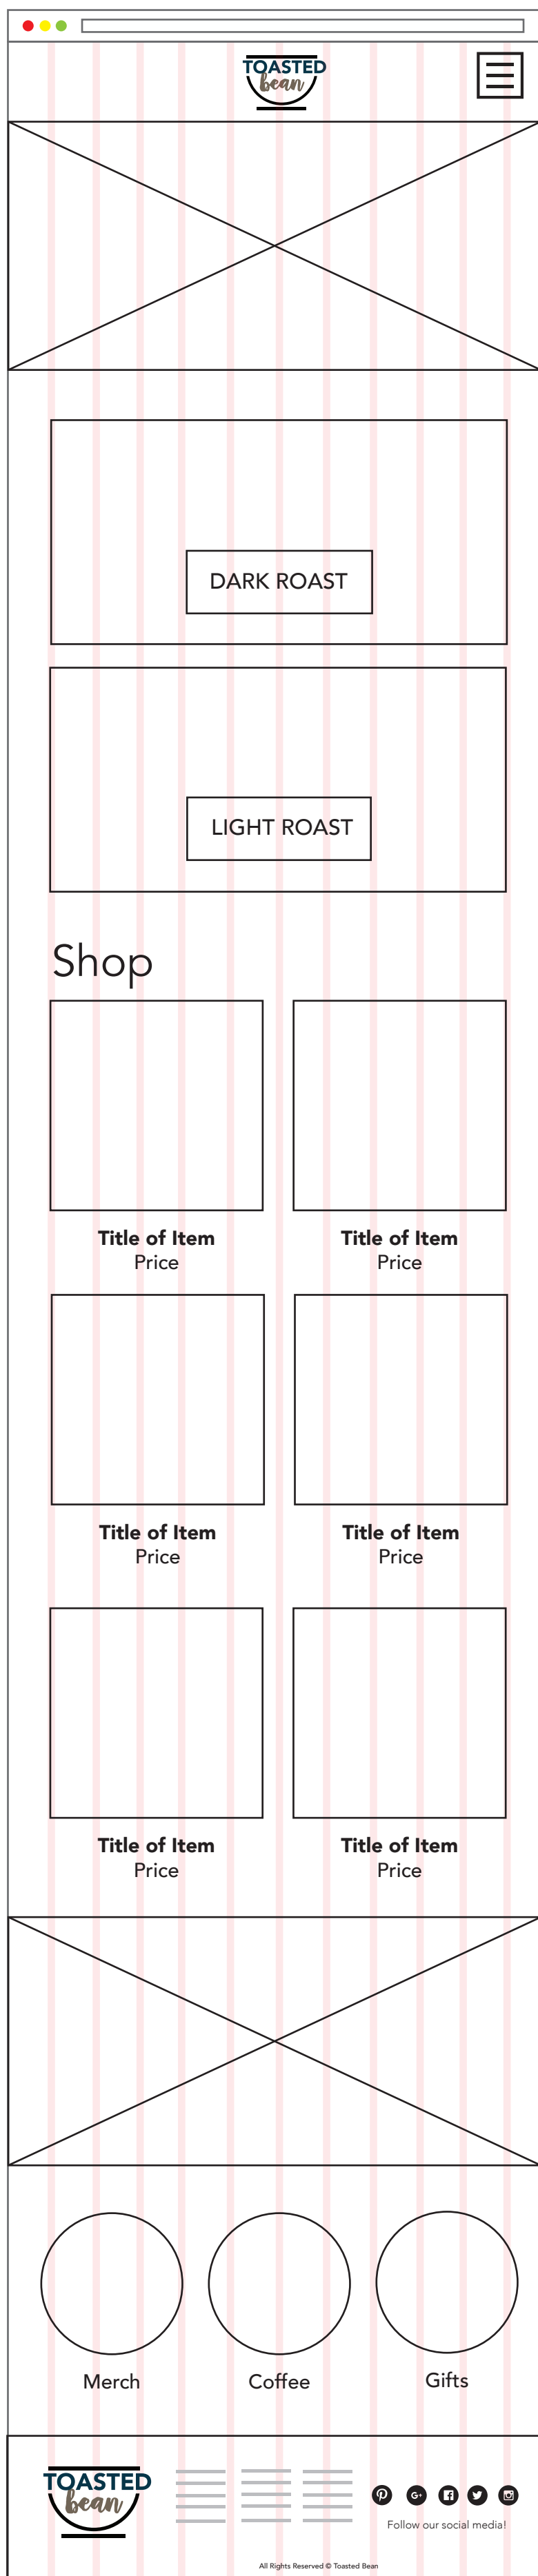 TOASTED
bean
DARK ROAST
LIGHT ROAST
Shop
Title of Item
Price
Title of Item
Price
Title of Item
Price
Title of Item
Price
Title of Item
Price
Title of Item
Price
Merch
Coffee
Gifts
TOASTED
bean
G+
Follow our social media!
All Rights Reserved © Toasted Bean